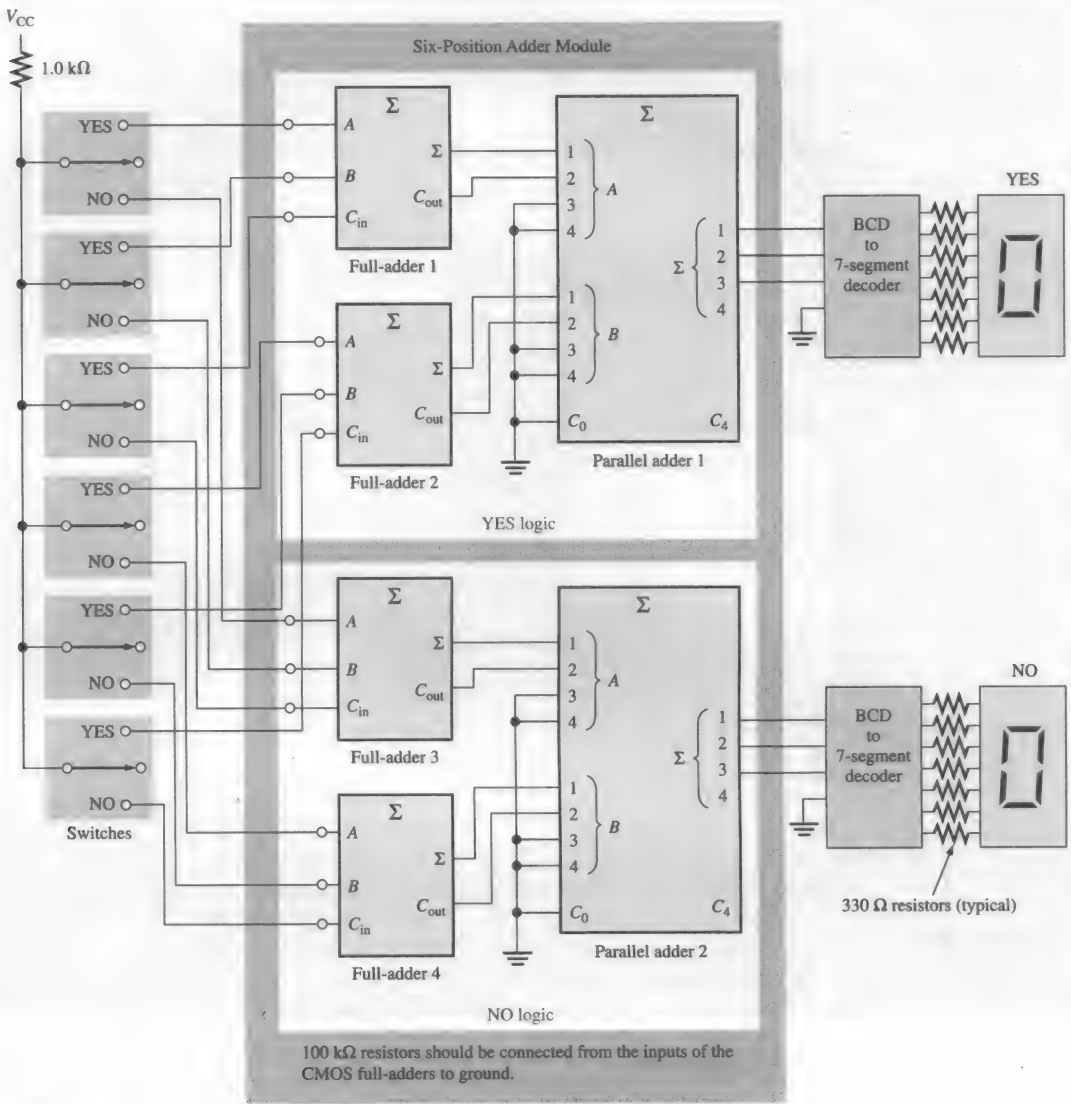 V_CC
1.0 kΩ
YES
NO
YES
NO
YES
NO
YES
NO
YES
NO
YES
NO
Switches
Six-Position Adder Module
Σ
A
B
C_in
Σ
C_out
Full-adder 1
Σ
A
B
C_in
Σ
C_out
Full-adder 2
Σ
1
2
3
4
A
1
2
3
4
B
C_0
Σ
1
2
3
4
C_4
Parallel adder 1
YES logic
BCD
to
7-segment
decoder
YES
0
Σ
A
B
C_in
Σ
C_out
Full-adder 3
Σ
A
B
C_in
Σ
C_out
Full-adder 4
Σ
1
2
3
4
A
1
2
3
4
B
C_0
Σ
1
2
3
4
C_4
Parallel adder 2
NO logic
BCD
to
7-segment
decoder
NO
0
330 Ω resistors (typical)
100 kΩ resistors should be connected from the inputs of the
CMOS full-adders to ground.